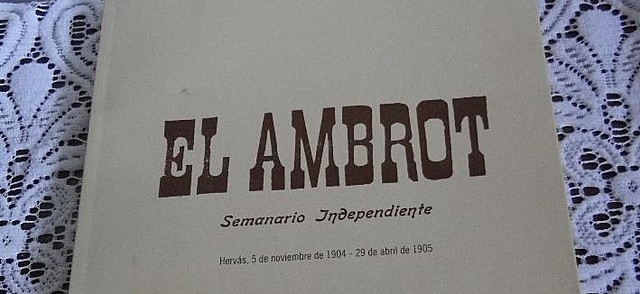 EL AMBROT
Semanario Independiente
Hervás, 5 de noviembre de 1904 - 29 de abril de 1905